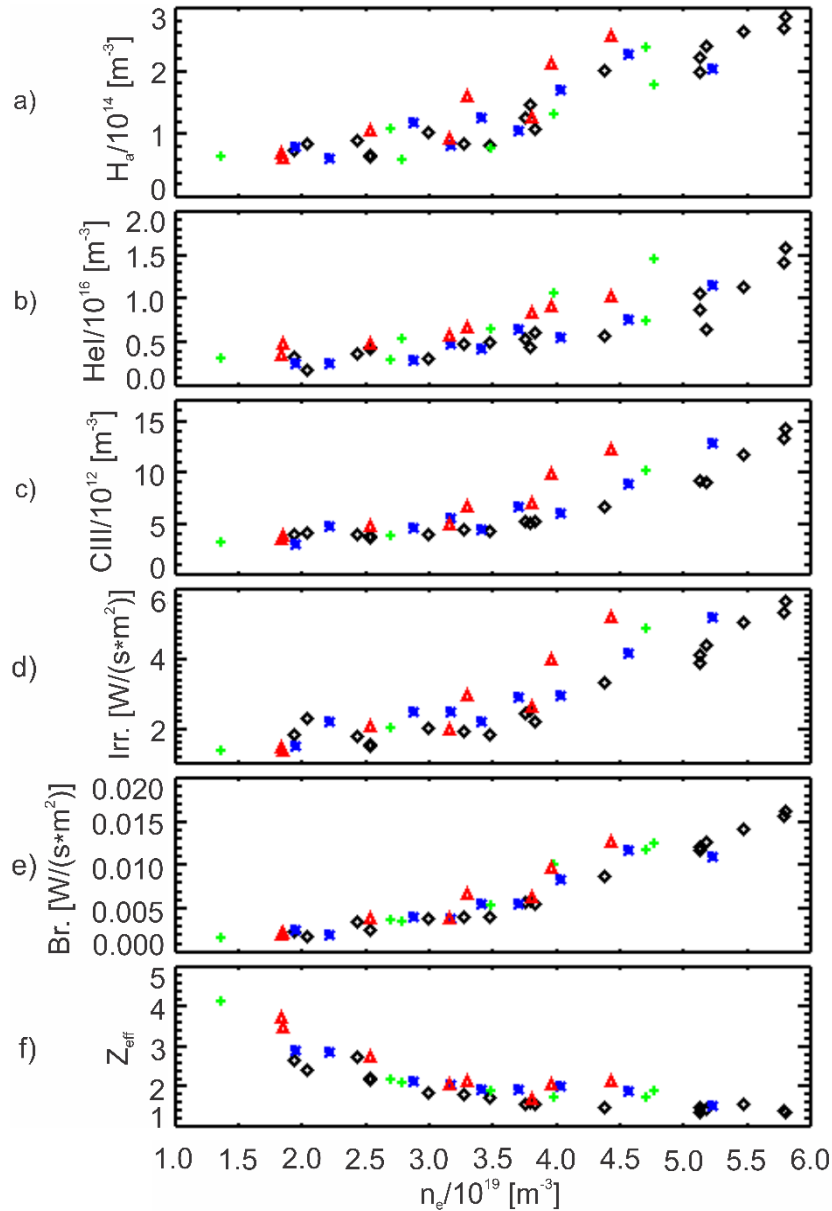 a)
H_a/10^14 [m^-3]
3
2
1
0
b)
HeI/10^16 [m^-3]
2.0
1.5
1.0
0.5
0.0
c)
CIII/10^12 [m^-3]
15
10
5
0
d)
Irr. [W/(s*m^2)]
6
4
2
e)
Br. [W/(s*m^2)]
0.020
0.015
0.010
0.005
0.000
f)
Z_eff
5
4
3
2
1
1.0 1.5 2.0 2.5 3.0 3.5 4.0 4.5 5.0 5.5 6.0
n_e/10^19 [m^-3]